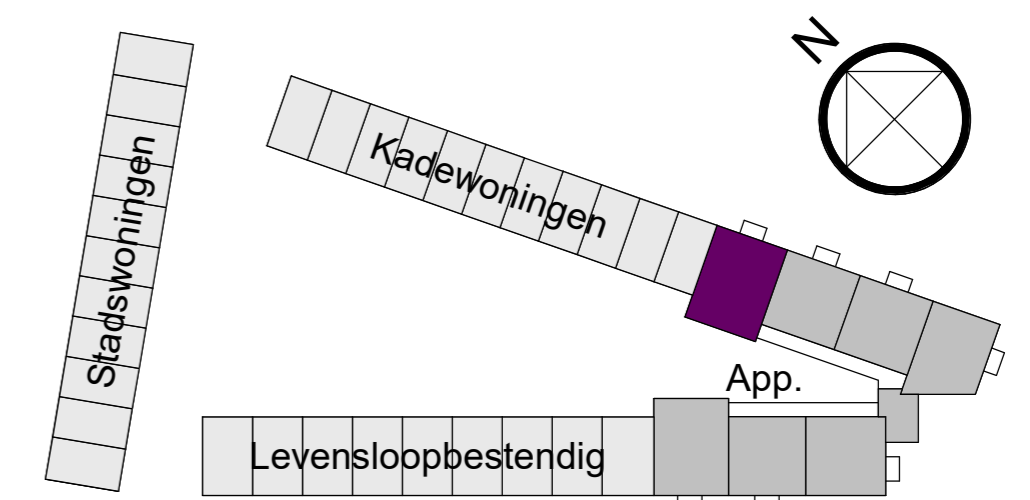 N
Kadewoningen
Stadswoningen
App.
Levensloopbestendig